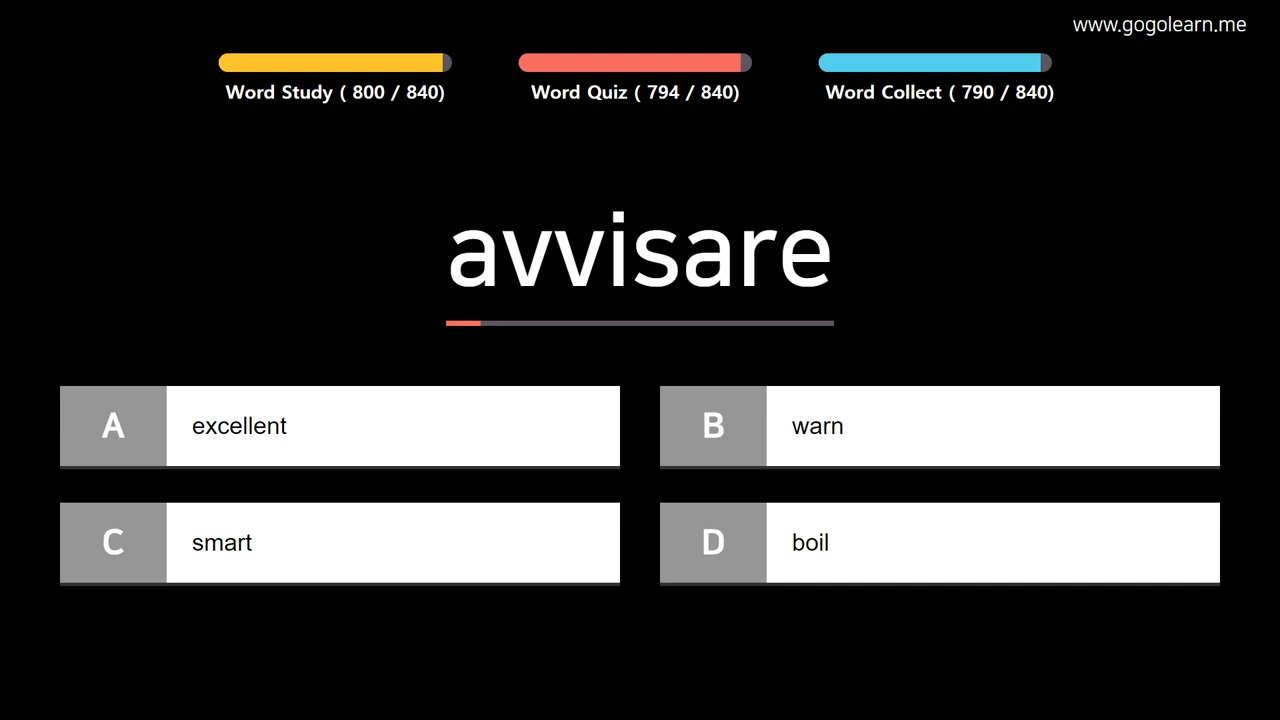 www.gogolearn.me
Word Study ( 800 / 840)
Word Quiz ( 794 / 840)
Word Collect ( 790 / 840)
avvisare
A excellent
B warn
C smart
D boil